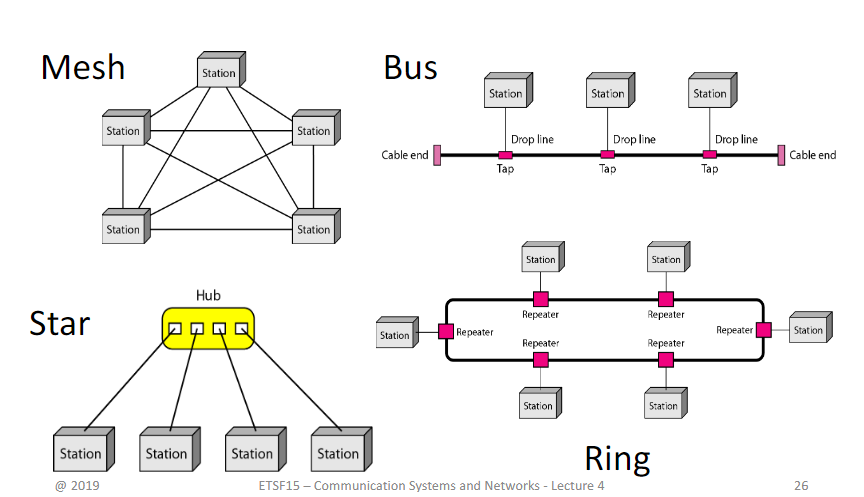 Mesh
Station
Station
Station
Station
Station
Bus
Station
Station
Station
Drop line
Drop line
Drop line
Cable end
Cable end
Tap
Tap
Tap
Star
Hub
Station
Station
Station
Station
Station
Station
Repeater
Repeater
Station
Repeater
Repeater
Station
Repeater
Repeater
Station
Station
Ring
@ 2019
ETSF15 – Communication Systems and Networks - Lecture 4
26